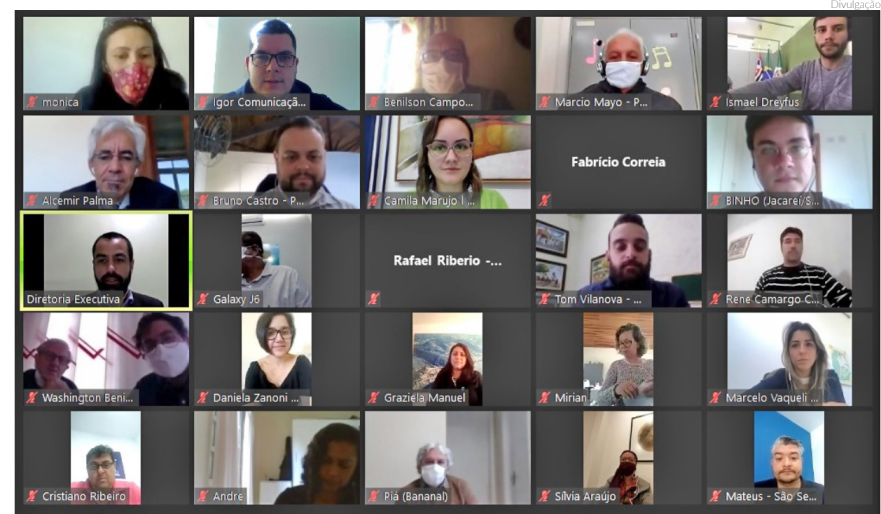 Divulgação
monica
Igor Comunicaçã...
Benilson Campo...
Marcio Mayo - P...
Ismael Dreyfus
Alcemir Palma
Bruno Castro - P...
Camila Marujo I ...
Fabrício Correia
BINHO (Jacareí/S...
Diretoria Executiva
Galaxy J6
Rafael Riberio -...
Tom Vilanova - ...
Rene Camargo C...
Washington Beni...
Daniela Zanoni ...
Graziela Manuel
Mirian
Marcelo Vaqueli ...
Cristiano Ribeiro
Andre
Piá (Bananal)
Sílvia Araújo
Mateus - São Se...